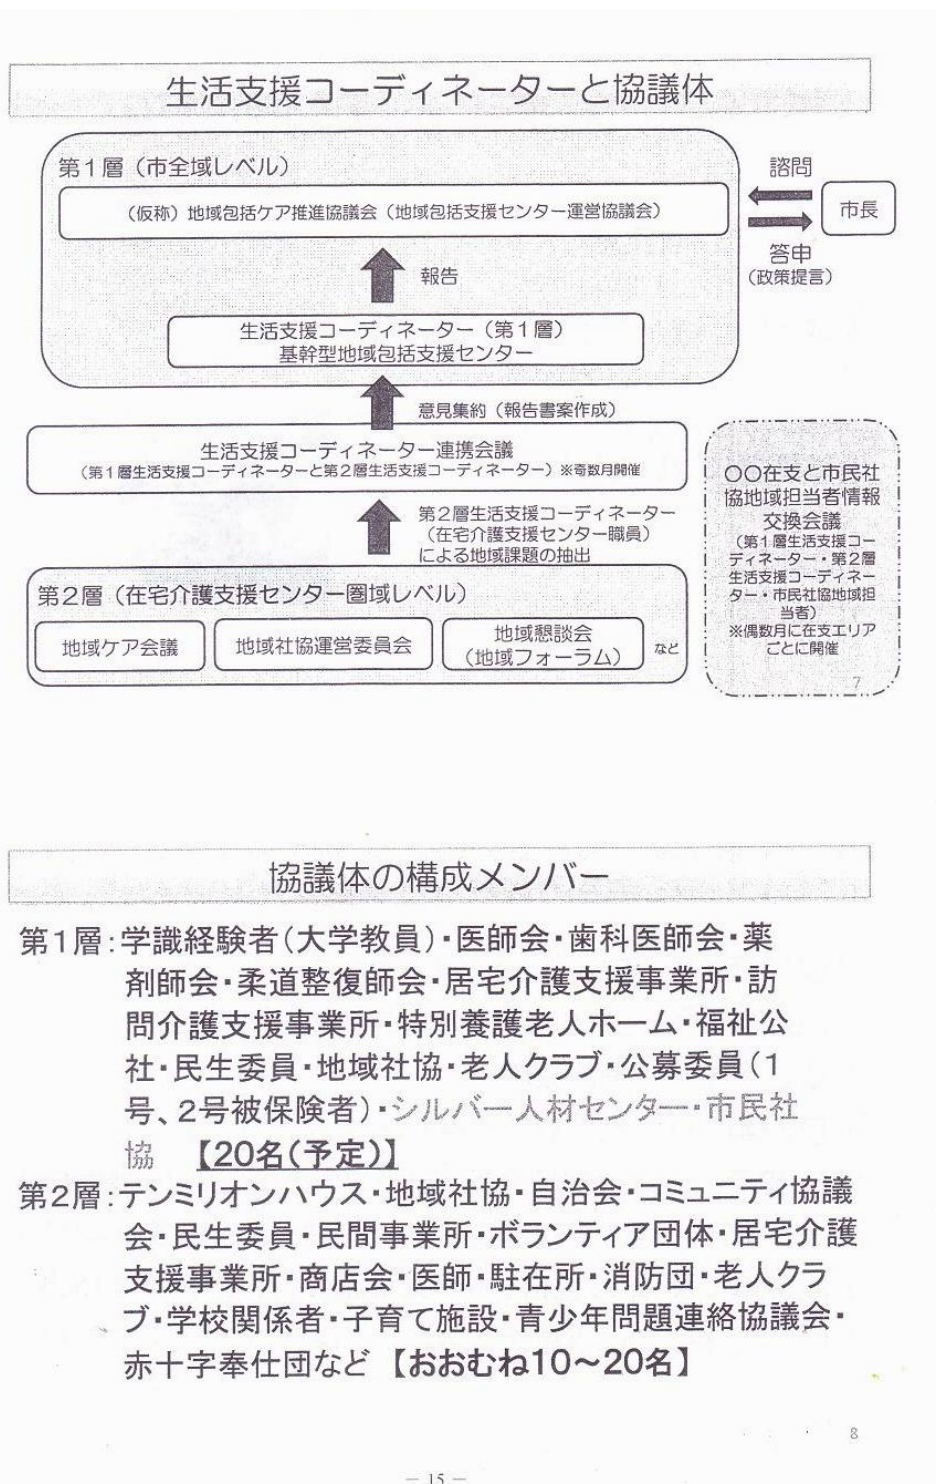 生活支援コーディネーターと協議体
第1層（市全域レベル）
（仮称）地域包括ケア推進協議会（地域包括支援センター運営協議会）
諮問
市長
答申
（政策提言）
報告
生活支援コーディネーター（第1層）
基幹型地域包括支援センター
意見集約（報告書案作成）
生活支援コーディネーター連携会議
（第1層生活支援コーディネーターと第2層生活支援コーディネーター）※奇数月開催
第2層生活支援コーディネーター
（在宅介護支援センター職員）
による地域課題の抽出
第2層（在宅介護支援センター圏域レベル）
地域ケア会議
地域社協運営委員会
地域懇談会
（地域フォーラム）
など
〇〇在支と市民社
協地域担当者情報
交換会議
（第1層生活支援コー
ディネーター・第2層
生活支援コーディネー
ター・市民社協地域担
当者）
※偶数月に在支エリア
ごとに開催
7
協議体の構成メンバー
第1層：学識経験者（大学教員）・医師会・歯科医師会・薬
剤師会・柔道整復師会・居宅介護支援事業所・訪
問介護支援事業所・特別養護老人ホーム・福祉公
社・民生委員・地域社協・老人クラブ・公募委員（1
号、2号被保険者）・シルバー人材センター・市民社
協　【20名（予定）】
第2層：テンミリオンハウス・地域社協・自治会・コミュニティ協議
会・民生委員・民間事業所・ボランティア団体・居宅介護
支援事業所・商店会・医師・駐在所・消防団・老人クラ
ブ・学校関係者・子育て施設・青少年問題連絡協議会・
赤十字奉仕団など　【おおむね10～20名】
8
— 15 —